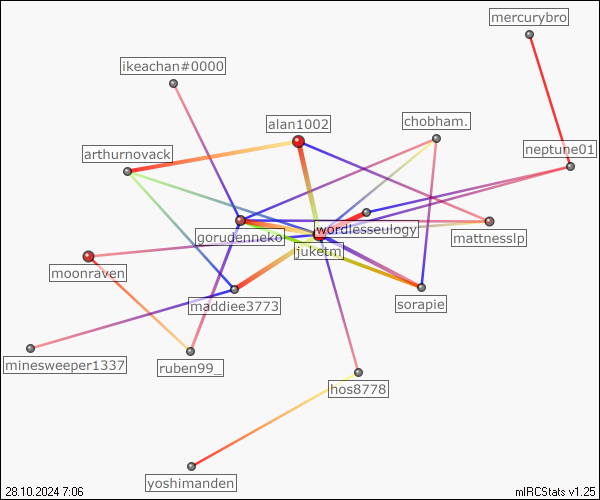 mercurybro
ikeachan#0000
alan1002
chobham.
arthurnovack
neptune01
wordlesseulogy
gorudenneko
mattnesslp
juketm
moonraven
maddiee3773
sorapie
minesweeper1337
ruben99_
hos8778
yoshimanden
28.10.2024 7:06
mIRCStats v1.25